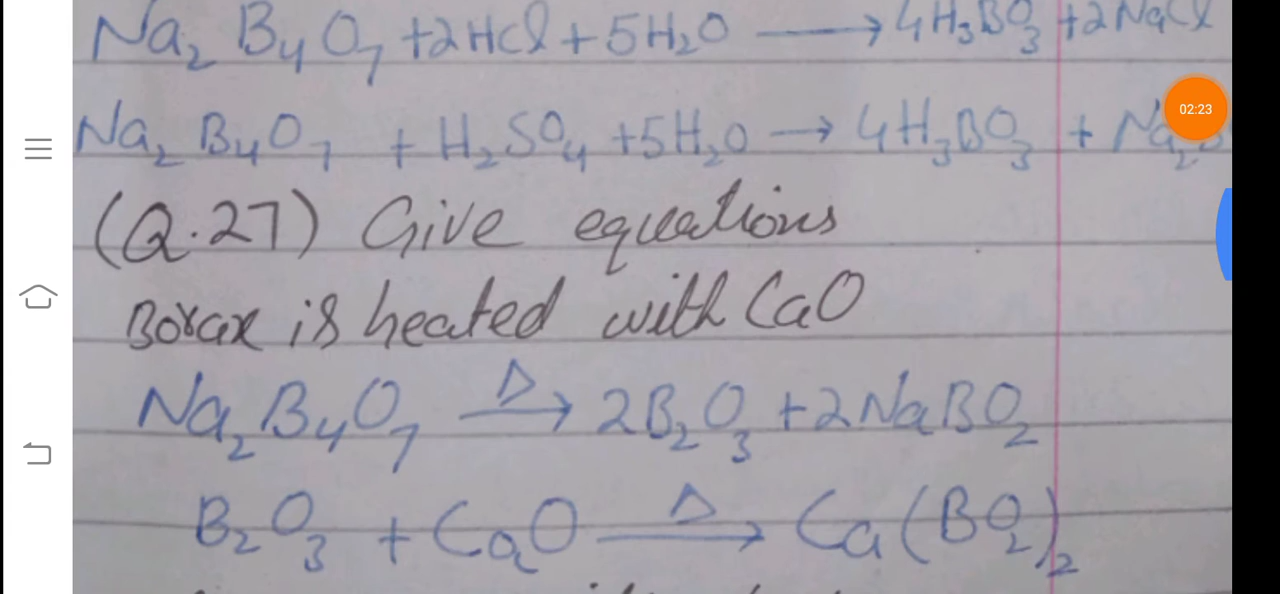 Na₂B₄O₇ + 2HCl + 5H₂O ⟶ 4H₃BO₃ + 2NaCl
02:23
Na₂B₄O₇ + H₂SO₄ + 5H₂O → 4H₃BO₃ +
(Q.27) Give equations
Borax is heated with CaO
Na₂B₄O₇ —Δ→ 2B₂O₃ + 2NaBO₂
B₂O₃ + CaO —Δ→ Ca(BO₂)₂